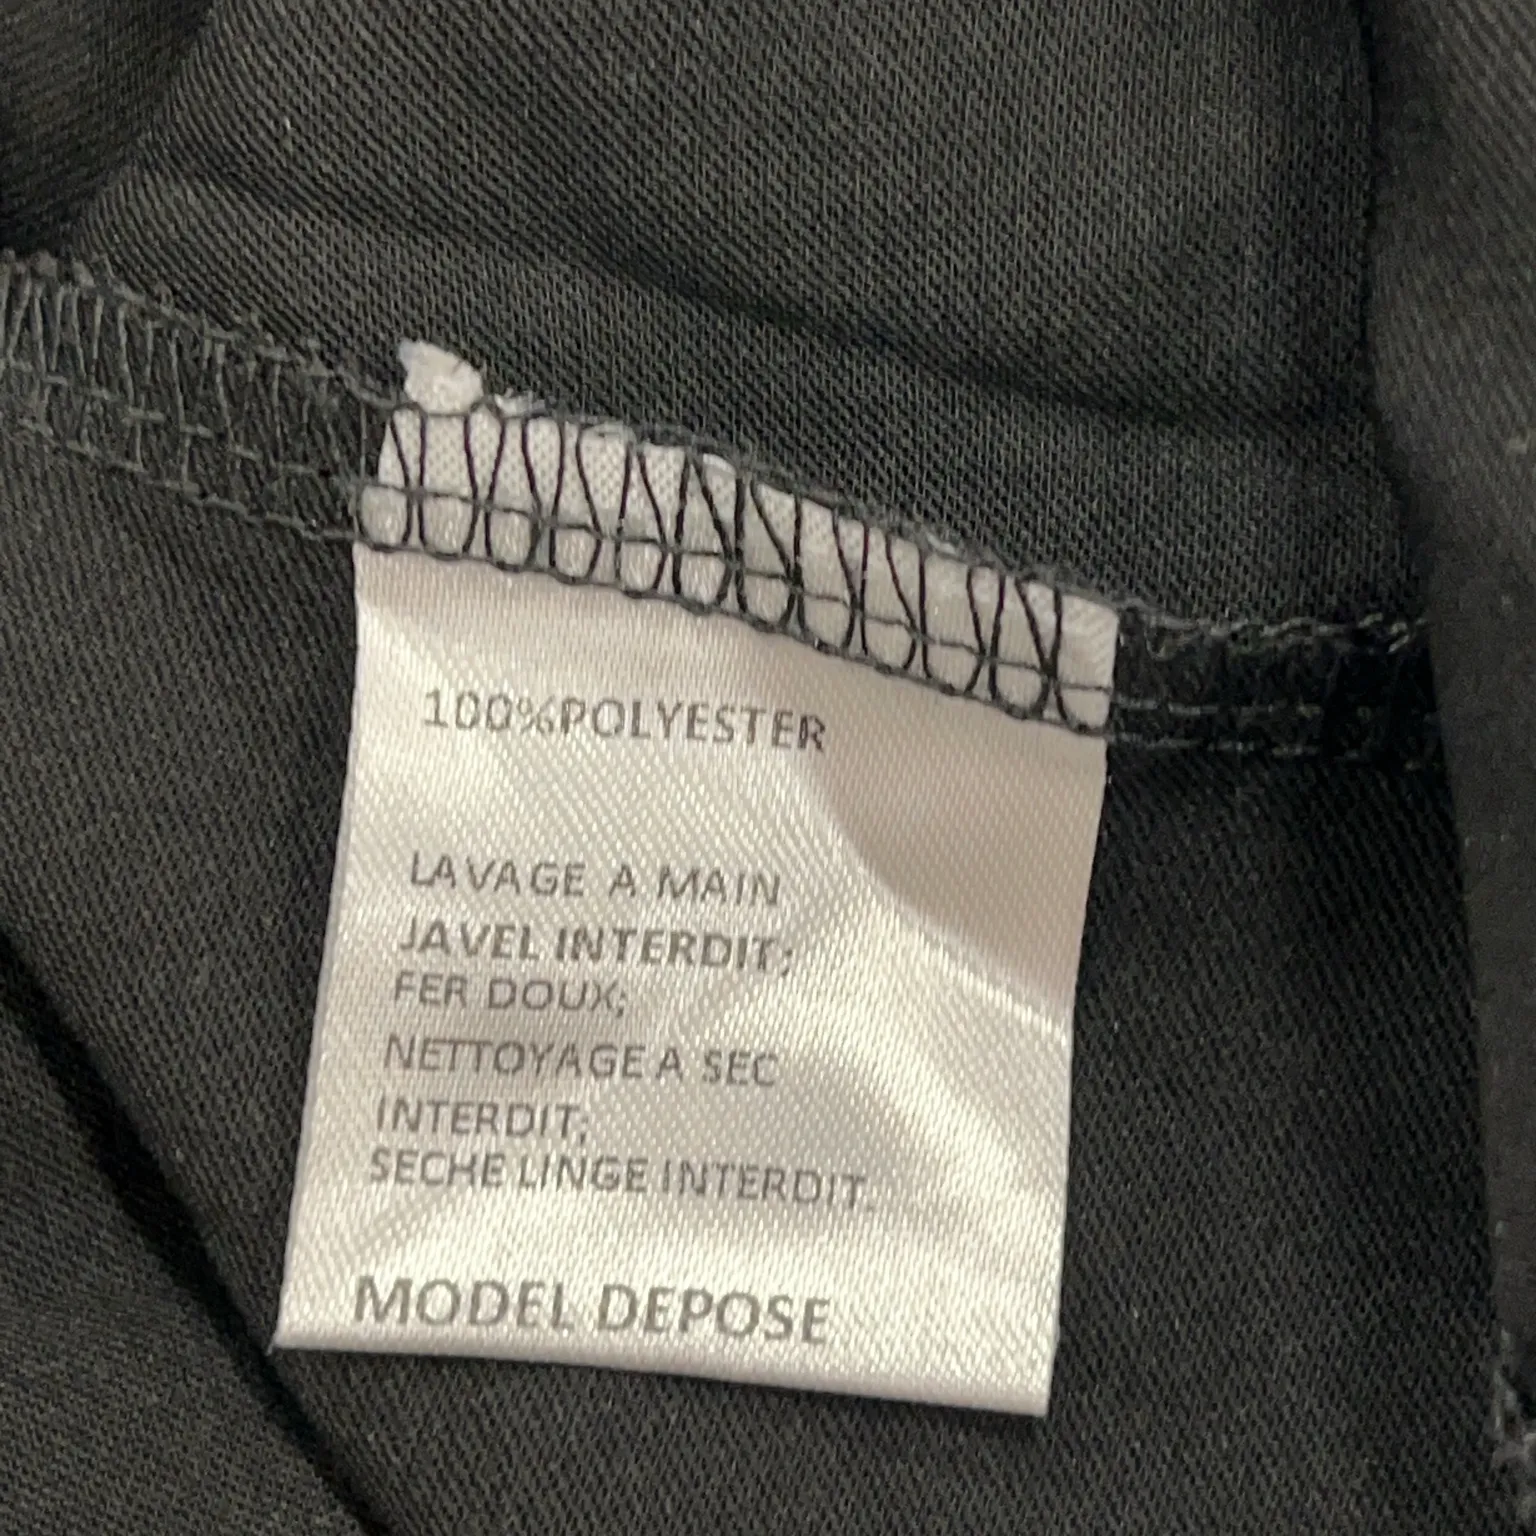 100%POLYESTER
LAVAGE A MAIN
JAVEL INTERDIT;
FER DOUX;
NETTOYAGE A SEC
INTERDIT;
SECHE LINGE INTERDIT.
MODEL DEPOSE